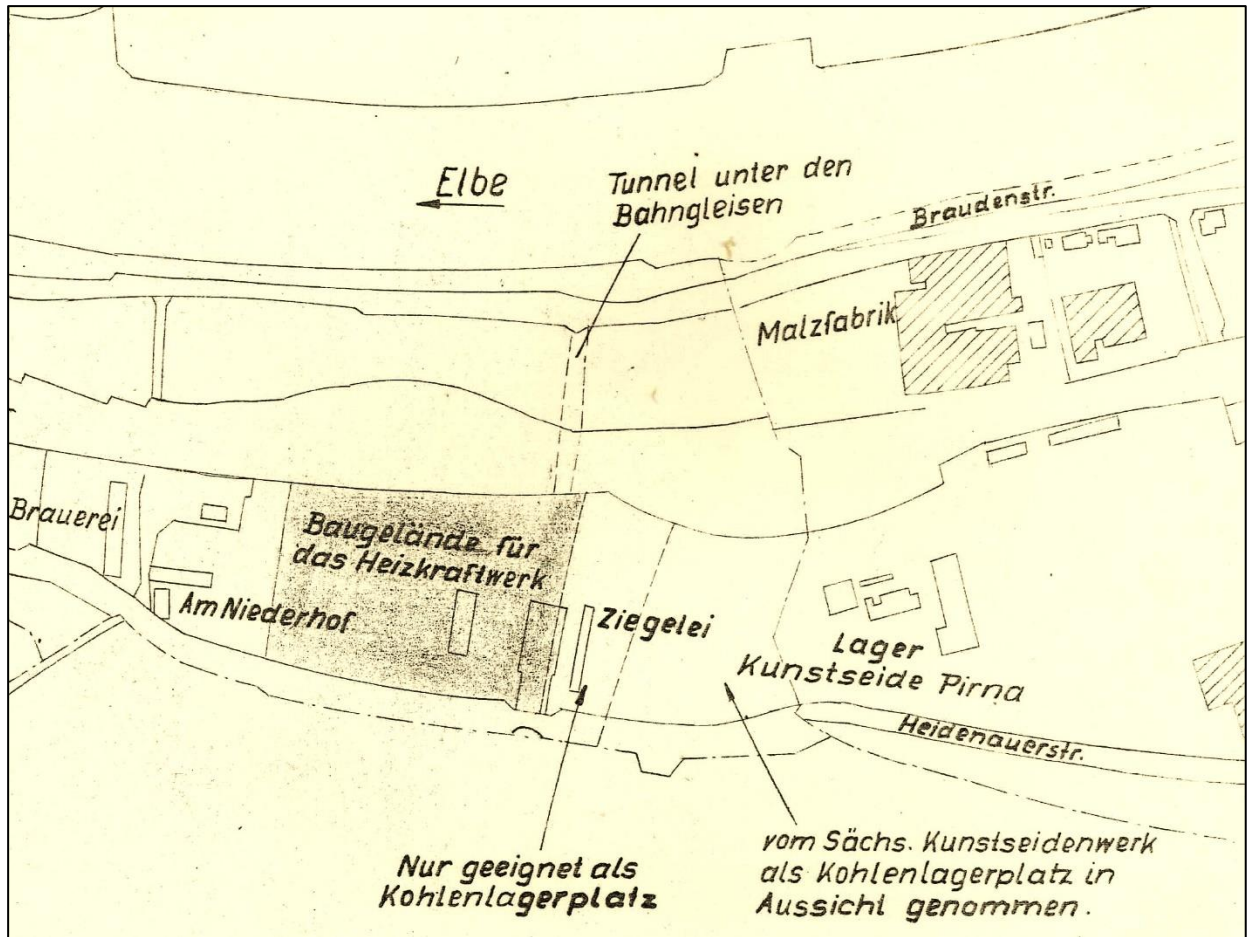 Elbe
Tunnel unter den
Bahngleisen
Braudenstr.
Malzfabrik
Brauerei
Baugelände für
das Heizkraftwerk
Am Niederhof
Ziegelei
Lager
Kunstseide Pirna
Heidenauerstr.
Nur geeignet als
Kohlenlagerplatz
vom Sächs. Kunstseidenwerk
als Kohlenlagerplatz in
Aussicht genommen.